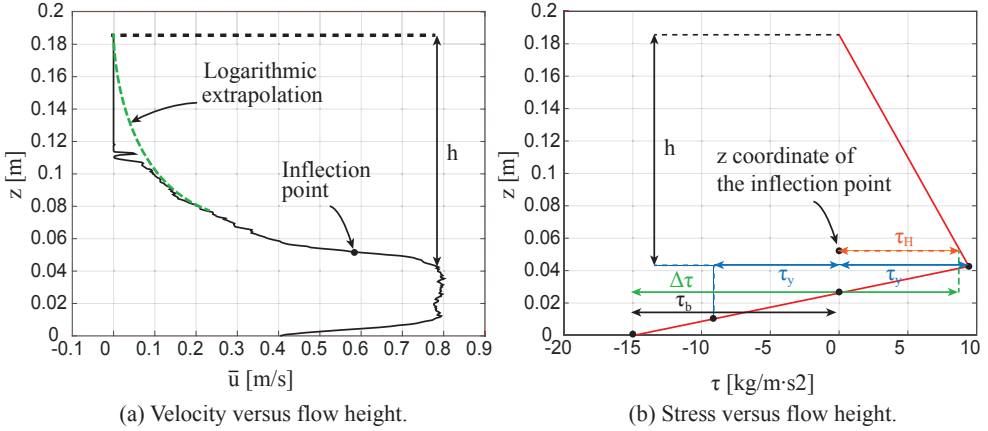 0.2
0.18
0.16
0.14
0.12
0.1
0.08
0.06
0.04
0.02
0
z [m]
Logarithmic
extrapolation
Inflection
point
h
-0.1 0 0.1 0.2 0.3 0.4 0.5 0.6 0.7 0.8 0.9
u̅ [m/s]
(a) Velocity versus flow height.
0.2
0.18
0.16
0.14
0.12
0.1
0.08
0.06
0.04
0.02
0
z [m]
h
z coordinate of
the inflection point
τH
τy τy
Δτ
τb
-20 -15 -10 -5 0 5 10
τ [kg/m·s2]
(b) Stress versus flow height.